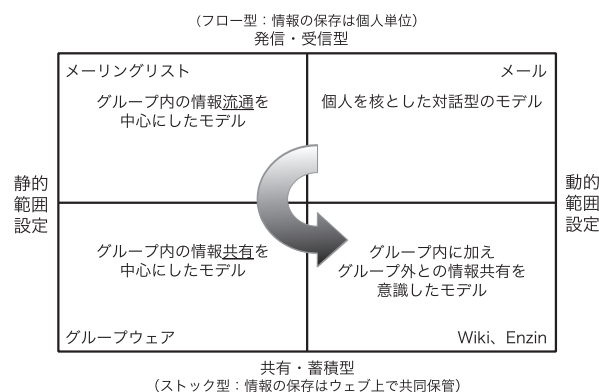 （フロー型：情報の保存は個人単位）
発信・受信型
メーリングリスト
グループ内の情報流通を
中心にしたモデル
メール
個人を核とした対話型のモデル
静的
範囲
設定
動的
範囲
設定
グループ内の情報共有を
中心にしたモデル
グループウェア
グループ内に加え
グループ外との情報共有を
意識したモデル
Wiki、Enzin
共有・蓄積型
（ストック型：情報の保存はウェブ上で共同保管）